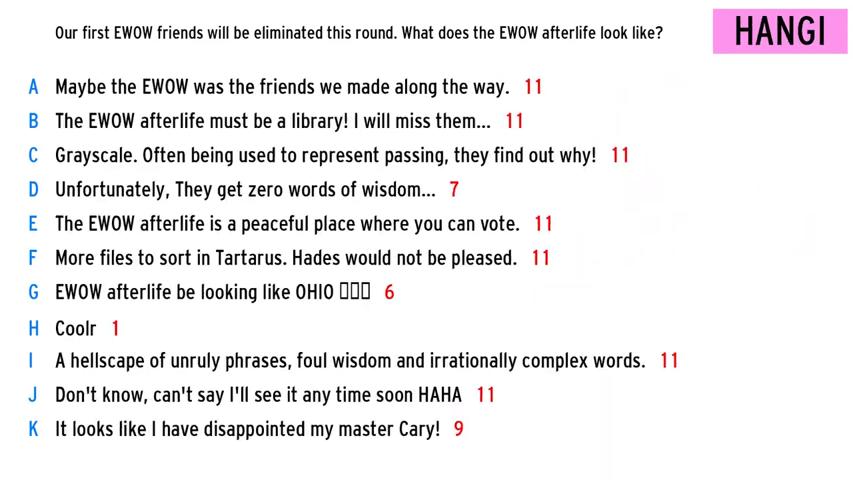 Our first EWOW friends will be eliminated this round. What does the EWOW afterlife look like?
HANGI
A Maybe the EWOW was the friends we made along the way. 11
B The EWOW afterlife must be a library! I will miss them... 11
C Grayscale. Often being used to represent passing, they find out why! 11
D Unfortunately, They get zero words of wisdom... 7
E The EWOW afterlife is a peaceful place where you can vote. 11
F More files to sort in Tartarus. Hades would not be pleased. 11
G EWOW afterlife be looking like OHIO ▯▯▯ 6
H Coolr 1
I A hellscape of unruly phrases, foul wisdom and irrationally complex words. 11
J Don't know, can't say I'll see it any time soon HAHA 11
K It looks like I have disappointed my master Cary! 9